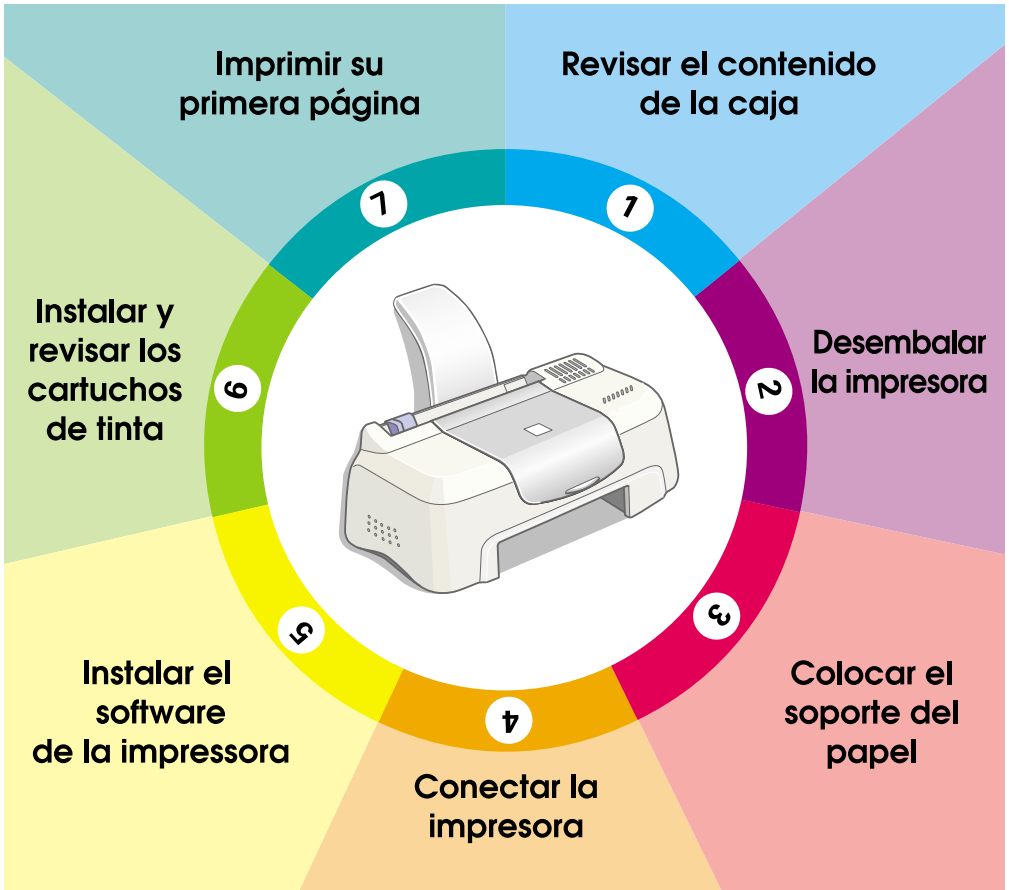 1
Revisar el contenido
de la caja
2
Desembalar
la impresora
3
Colocar el
soporte del
papel
4
Conectar la
impresora
5
Instalar el
software
de la impressora
6
Instalar y
revisar los
cartuchos
de tinta
7
Imprimir su
primera página